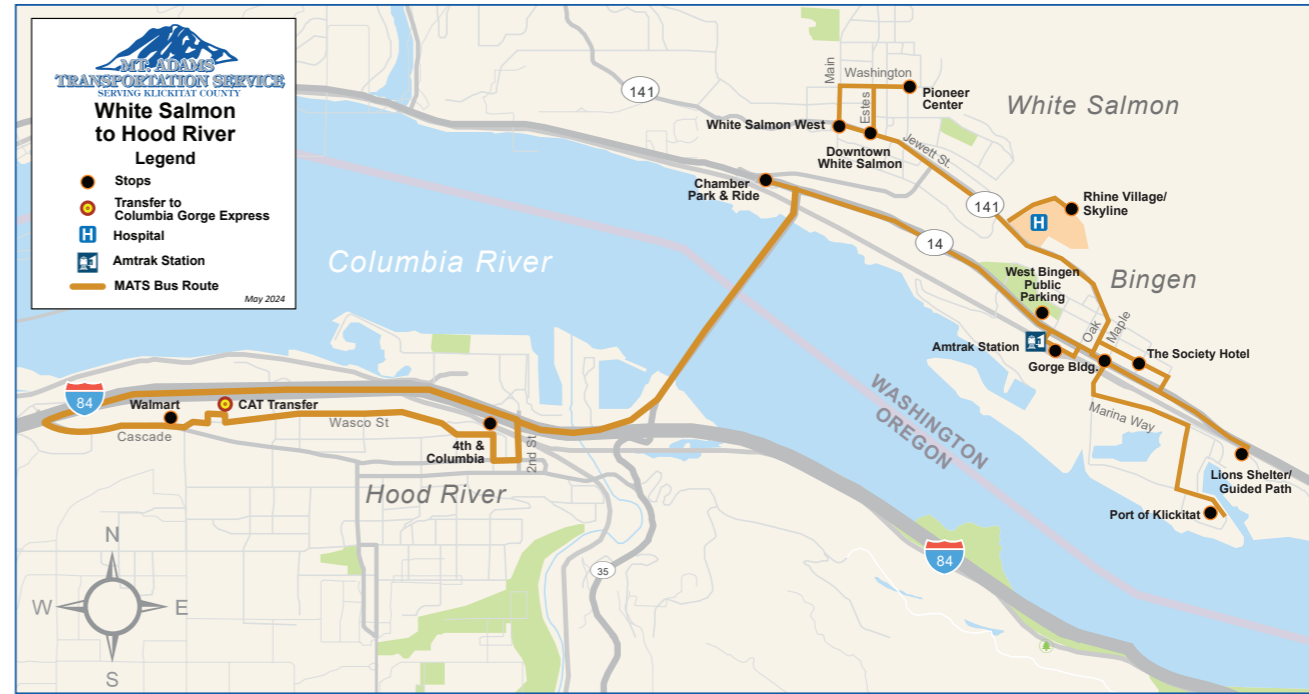 MT. ADAMS
TRANSPORTATION SERVICE
SERVING KLICKITAT COUNTY
White Salmon
to Hood River
Legend
Stops
Transfer to
Columbia Gorge Express
H
Hospital
Amtrak Station
MATS Bus Route
May 2024
141
Main
Washington
Estes
Pioneer
Center
White Salmon
White Salmon West
Downtown
White Salmon
Jewett St.
Chamber
Park & Ride
141
Rhine Village/
Skyline
H
14
Columbia River
West Bingen
Public
Parking
Bingen
Oak
Maple
Amtrak Station
Gorge Bldg.
The Society Hotel
WASHINGTON
OREGON
Marina Way
Lions Shelter/
Guided Path
Port of Klickitat
84
Walmart
CAT Transfer
Cascade
Wasco St
4th &
Columbia
2nd St
Hood River
35
84
N
W
E
S